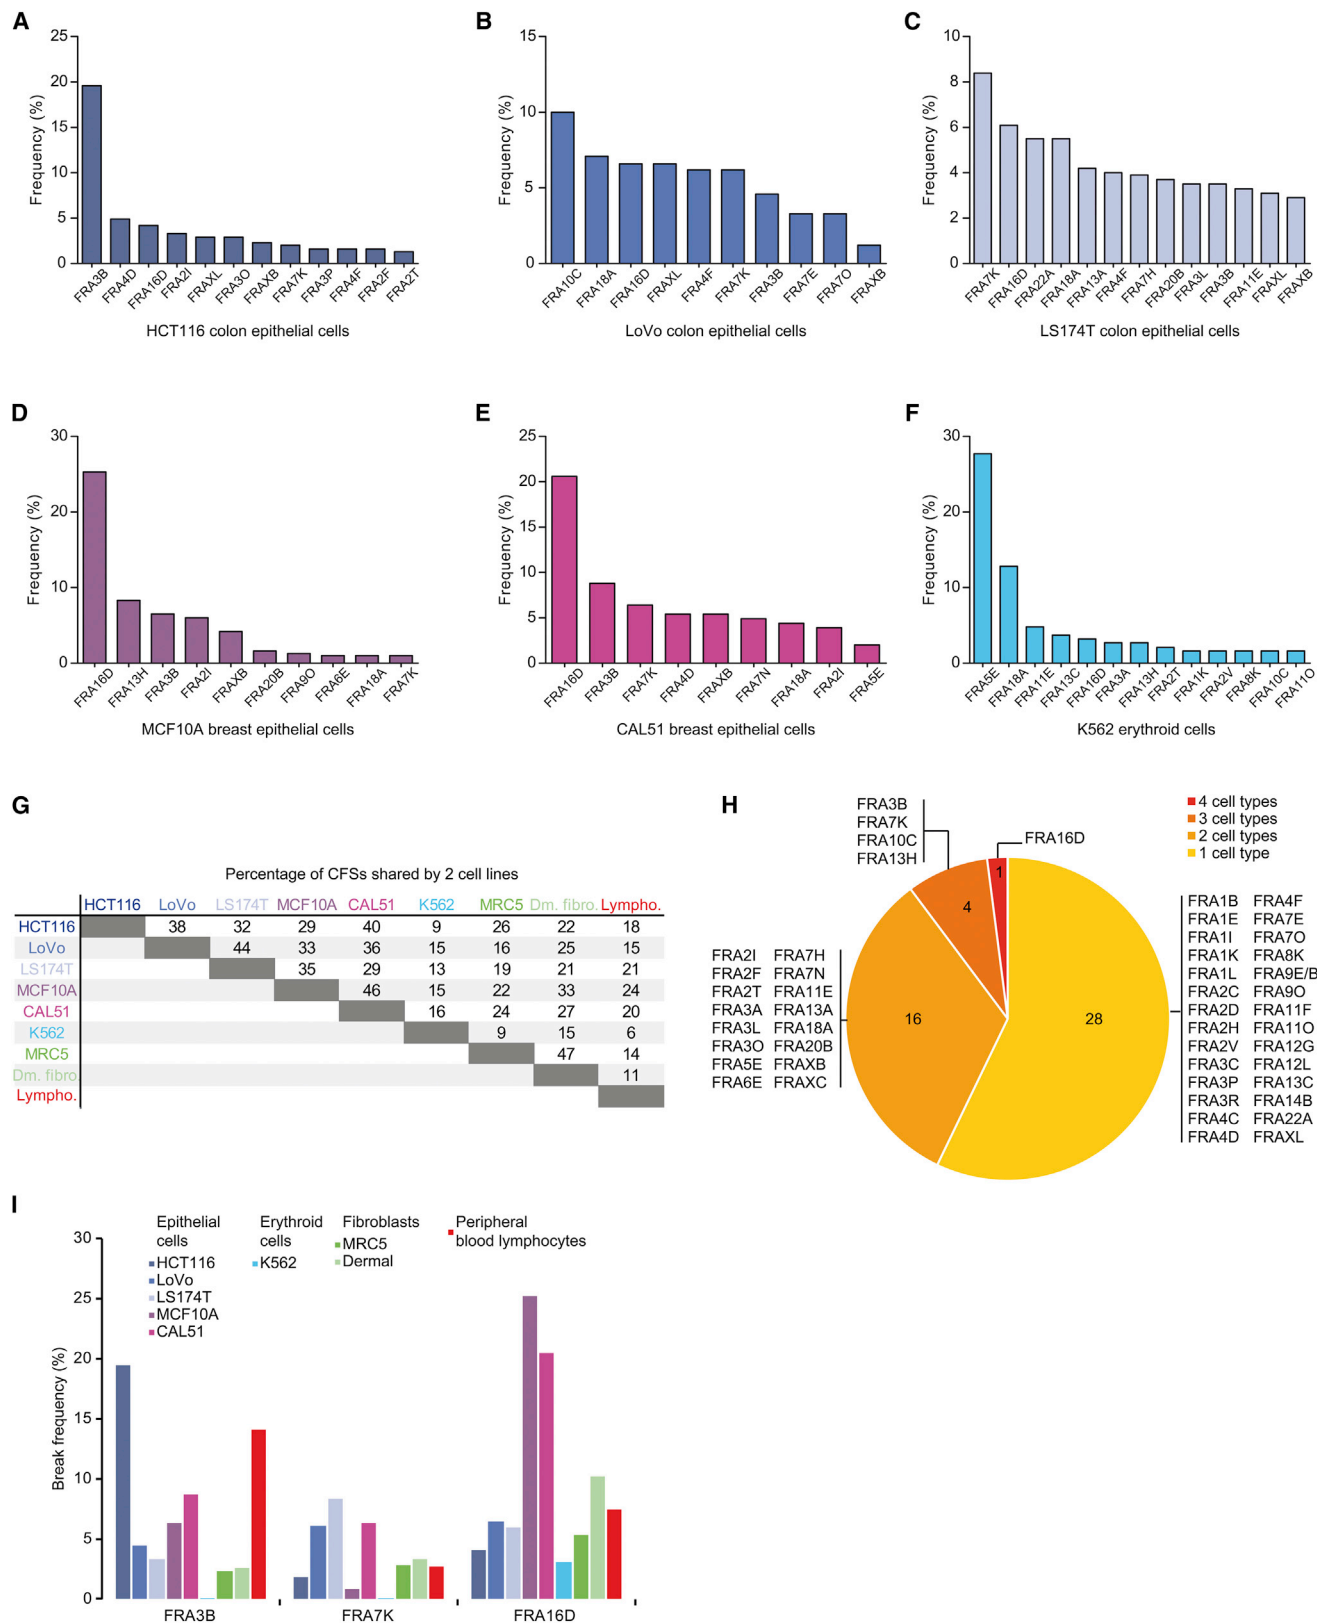 A
Frequency (%)
25
20
15
10
5
0
FRA3B FRA4D FRA16D FRA2I FRAXL FRA3O FRAXB FRA7K FRA3P FRA4F FRA2F FRA2T
HCT116 colon epithelial cells
B
Frequency (%)
15
10
5
0
FRA10C FRA18A FRA16D FRAXL FRA4F FRA7K FRA3B FRA7E FRA7O FRAXB
LoVo colon epithelial cells
C
Frequency (%)
10
8
6
4
2
0
FRA7K FRA16D FRA22A FRA18A FRA13A FRA4F FRA7H FRA20B FRA3L FRA3B FRA11E FRAXL FRAXB
LS174T colon epithelial cells
D
Frequency (%)
30
20
10
0
FRA16D FRA13H FRA3B FRA2I FRAXB FRA20B FRA9O FRA6E FRA18A FRA7K
MCF10A breast epithelial cells
E
Frequency (%)
25
20
15
10
5
0
FRA16D FRA3B FRA7K FRA4D FRAXB FRA7N FRA18A FRA2I FRA5E
CAL51 breast epithelial cells
F
Frequency (%)
30
20
10
0
FRA5E FRA18A FRA11E FRA13C FRA16D FRA3A FRA13H FRA2T FRA1K FRA2V FRA8K FRA10C FRA11O
K562 erythroid cells
G
Percentage of CFSs shared by 2 cell lines
HCT116 LoVo LS174T MCF10A CAL51 K562 MRC5 Dm. fibro. Lympho.
HCT116 38 32 29 40 9 26 22 18
LoVo 44 33 36 15 16 25 15
LS174T 35 29 13 19 21 21
MCF10A 46 15 22 33 24
CAL51 16 24 27 20
K562 9 15 6
MRC5 47 14
Dm. fibro. 11
Lympho.
H
FRA3B
FRA7K
FRA10C
FRA13H
FRA16D
4 cell types
3 cell types
2 cell types
1 cell type
1
4
16
28
FRA2I FRA7H
FRA2F FRA7N
FRA2T FRA11E
FRA3A FRA13A
FRA3L FRA18A
FRA3O FRA20B
FRA5E FRAXB
FRA6E FRAXC
FRA1B FRA4F
FRA1E FRA7E
FRA1I FRA7O
FRA1K FRA8K
FRA1L FRA9E/B
FRA2C FRA9O
FRA2D FRA11F
FRA2H FRA11O
FRA2V FRA12G
FRA3C FRA12L
FRA3P FRA13C
FRA3R FRA14B
FRA4C FRA22A
FRA4D FRAXL
I
Epithelial
cells
HCT116
LoVo
LS174T
MCF10A
CAL51
Erythroid
cells
K562
Fibroblasts
MRC5
Dermal
Peripheral
blood lymphocytes
Break frequency (%)
30
25
20
15
10
5
0
FRA3B FRA7K FRA16D